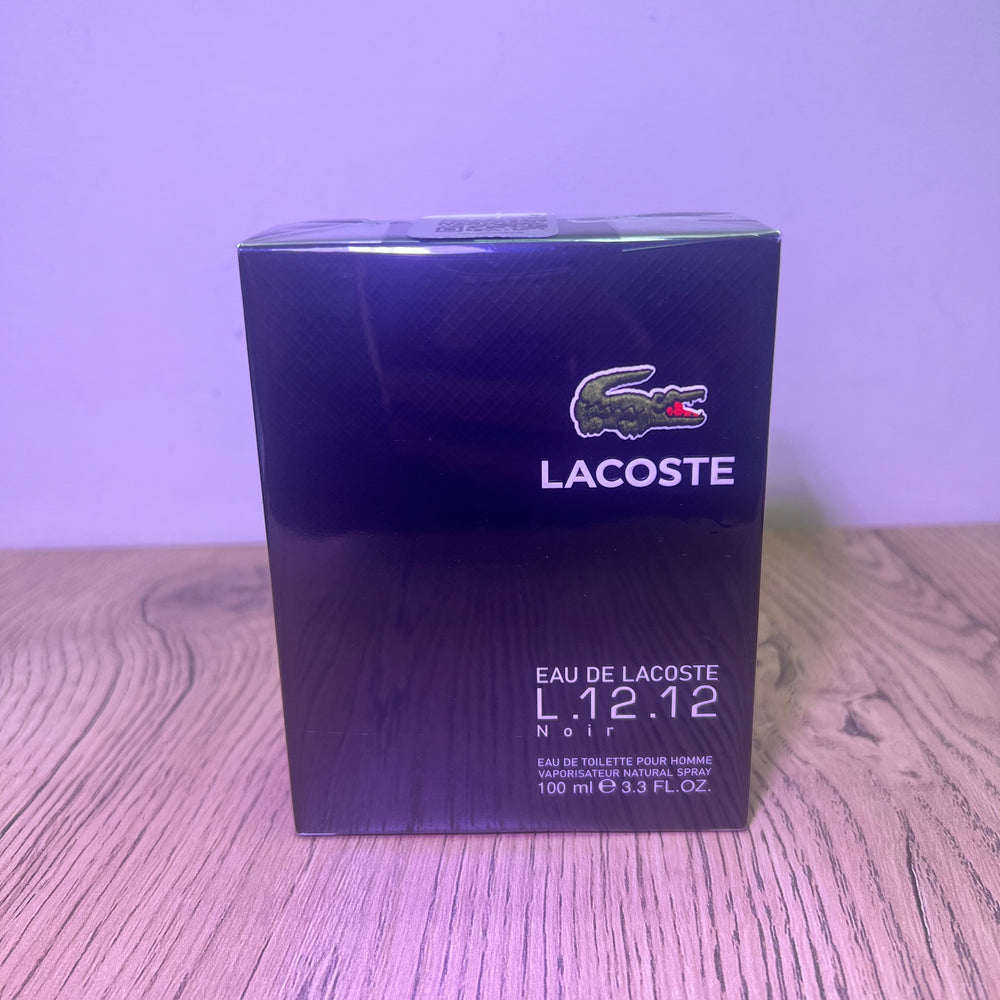 LACOSTE
EAU DE LACOSTE
L.12.12
Noir
EAU DE TOILETTE POUR HOMME
VAPORISATEUR NATURAL SPRAY
100 ml ℮ 3.3 FL.OZ.